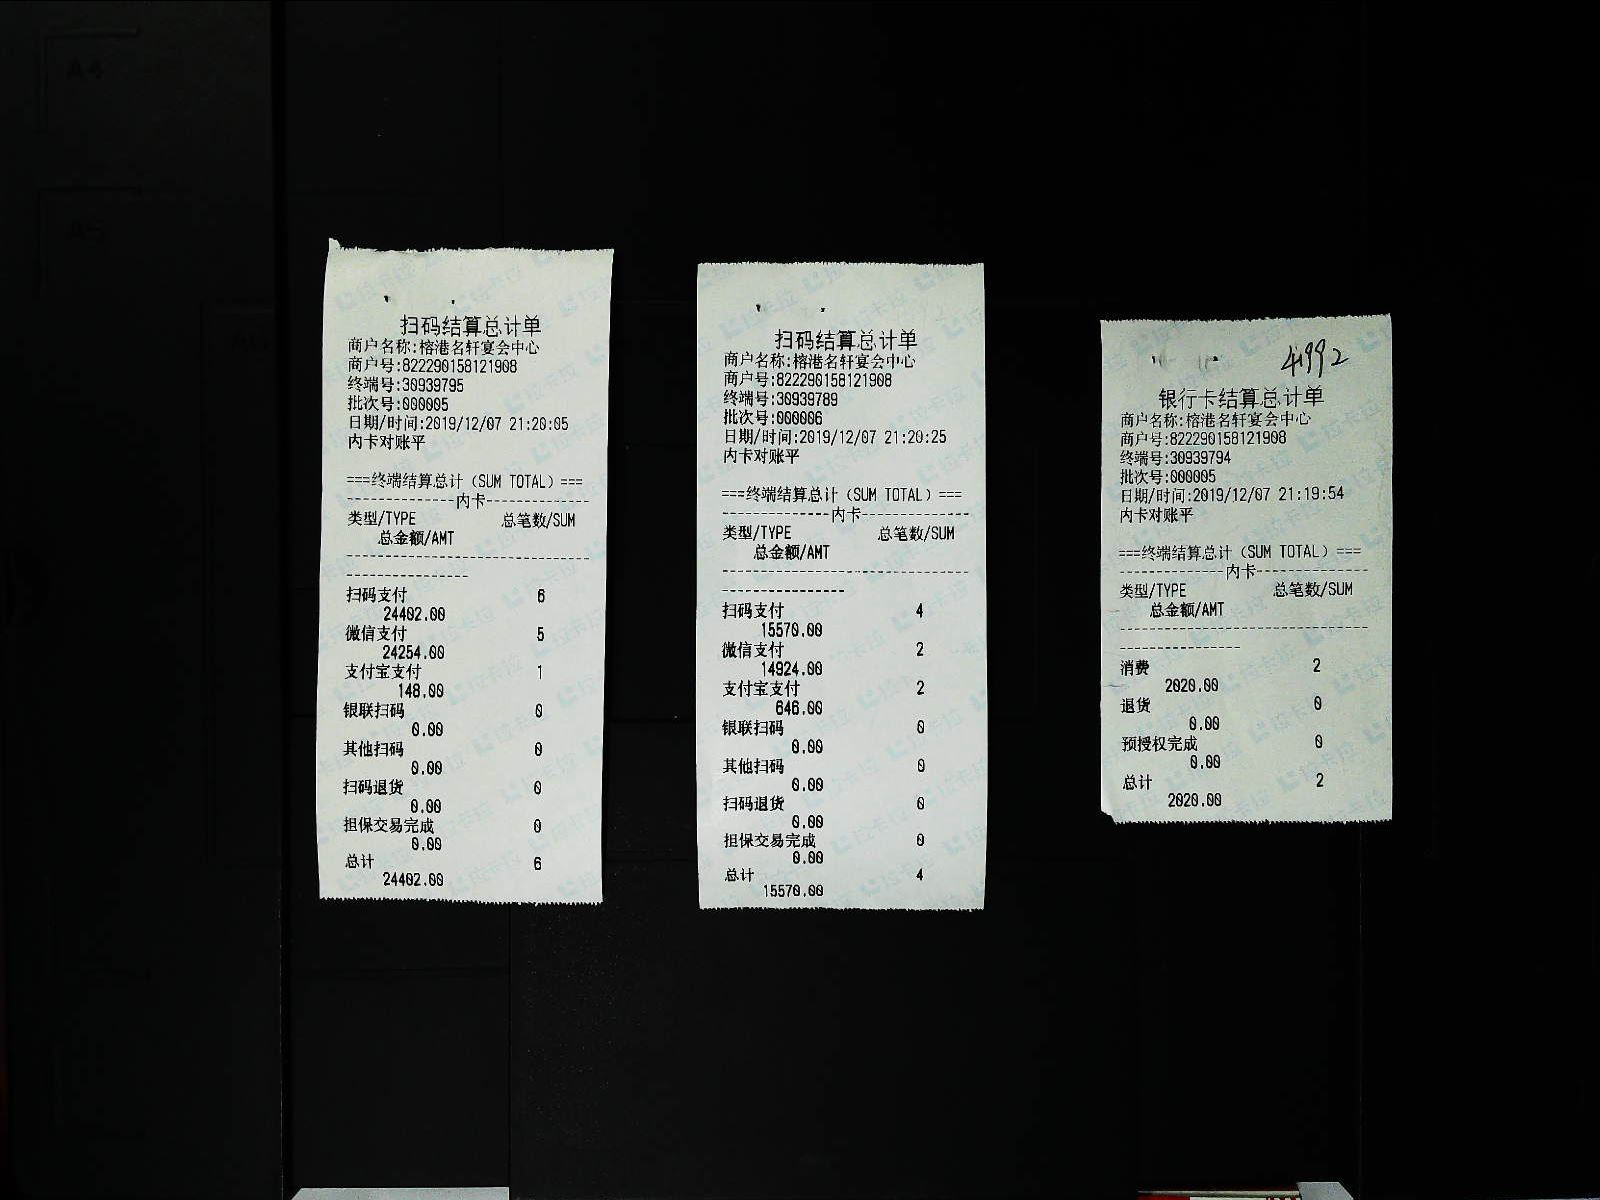 扫码结算总计单
商户名称:榕港名轩宴会中心
商户号:822290158121908
终端号:30939795
批次号:000005
日期/时间:2019/12/07 21:20:05
内卡对账平
===终端结算总计（SUM TOTAL）===
--------------内卡--------------
类型/TYPE 总笔数/SUM
总金额/AMT
--------------------------------
----------------
扫码支付 6
24402.00
微信支付 5
24254.00
支付宝支付 1
148.00
银联扫码 0
0.00
其他扫码 0
0.00
扫码退货 0
0.00
担保交易完成 0
0.00
总计 6
24402.00
扫码结算总计单
商户名称:榕港名轩宴会中心
商户号:822290158121908
终端号:30939789
批次号:000006
日期/时间:2019/12/07 21:20:25
内卡对账平
===终端结算总计（SUM TOTAL）===
--------------内卡--------------
类型/TYPE 总笔数/SUM
总金额/AMT
--------------------------------
----------------
扫码支付 4
15570.00
微信支付 2
14924.00
支付宝支付 2
646.00
银联扫码 0
0.00
其他扫码 0
0.00
扫码退货 0
0.00
担保交易完成 0
0.00
总计 4
15570.00
41992
银行卡结算总计单
商户名称:榕港名轩宴会中心
商户号:822290158121908
终端号:30939794
批次号:000005
日期/时间:2019/12/07 21:19:54
内卡对账平
===终端结算总计（SUM TOTAL）===
--------------内卡--------------
类型/TYPE 总笔数/SUM
总金额/AMT
--------------------------------
----------------
消费 2
2020.00
退货 0
0.00
预授权完成 0
0.00
总计 2
2020.00
A4
A5